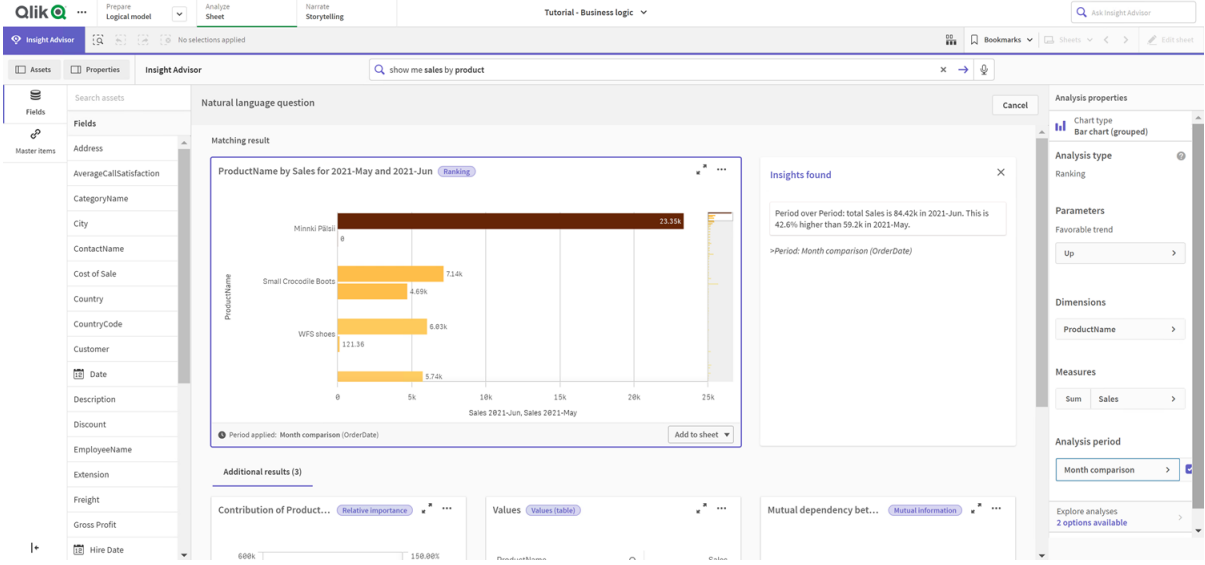 Qlik
Prepare
Logical model
Analyze
Sheet
Narrate
Storytelling
Tutorial - Business logic
Ask Insight Advisor
Insight Advisor
No selections applied
Bookmarks
Sheets
Edit sheet
Assets
Properties
Insight Advisor
show me sales by product
Fields
Master items
Search assets
Fields
Address
AverageCallSatisfaction
CategoryName
City
ContactName
Cost of Sale
Country
CountryCode
Customer
Date
Description
Discount
EmployeeName
Extension
Freight
Gross Profit
Hire Date
Natural language question
Cancel
Matching result
ProductName by Sales for 2021-May and 2021-Jun Ranking
ProductName
Minnki Pälsii
23.35k
0
Small Crocodile Boots
7.14k
4.69k
WFS shoes
6.03k
121.36
5.74k
0 5k 10k 15k 20k 25k
Sales 2021-Jun, Sales 2021-May
Period applied: Month comparison (OrderDate)
Add to sheet
Insights found
Period over Period: total Sales is 84.42k in 2021-Jun. This is
42.6% higher than 59.2k in 2021-May.
>Period: Month comparison (OrderDate)
Additional results (3)
Contribution of Product... Relative importance
600k 150.00%
Values Values (table)
ProductName Sales
Mutual dependency bet... Mutual information
Analysis properties
Chart type
Bar chart (grouped)
Analysis type
Ranking
Parameters
Favorable trend
Up
Dimensions
ProductName
Measures
Sum Sales
Analysis period
Month comparison
Explore analyses
2 options available